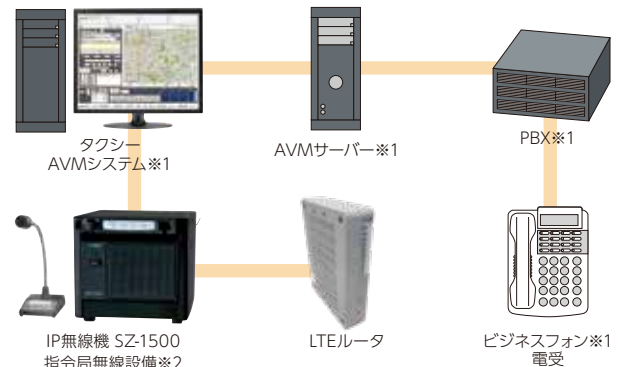 タクシー
AVMシステム※1
AVMサーバー※1
PBX※1
IP無線機 SZ-1500
指令局無線設備※2
LTEルータ
ビジネスフォン※1
電受